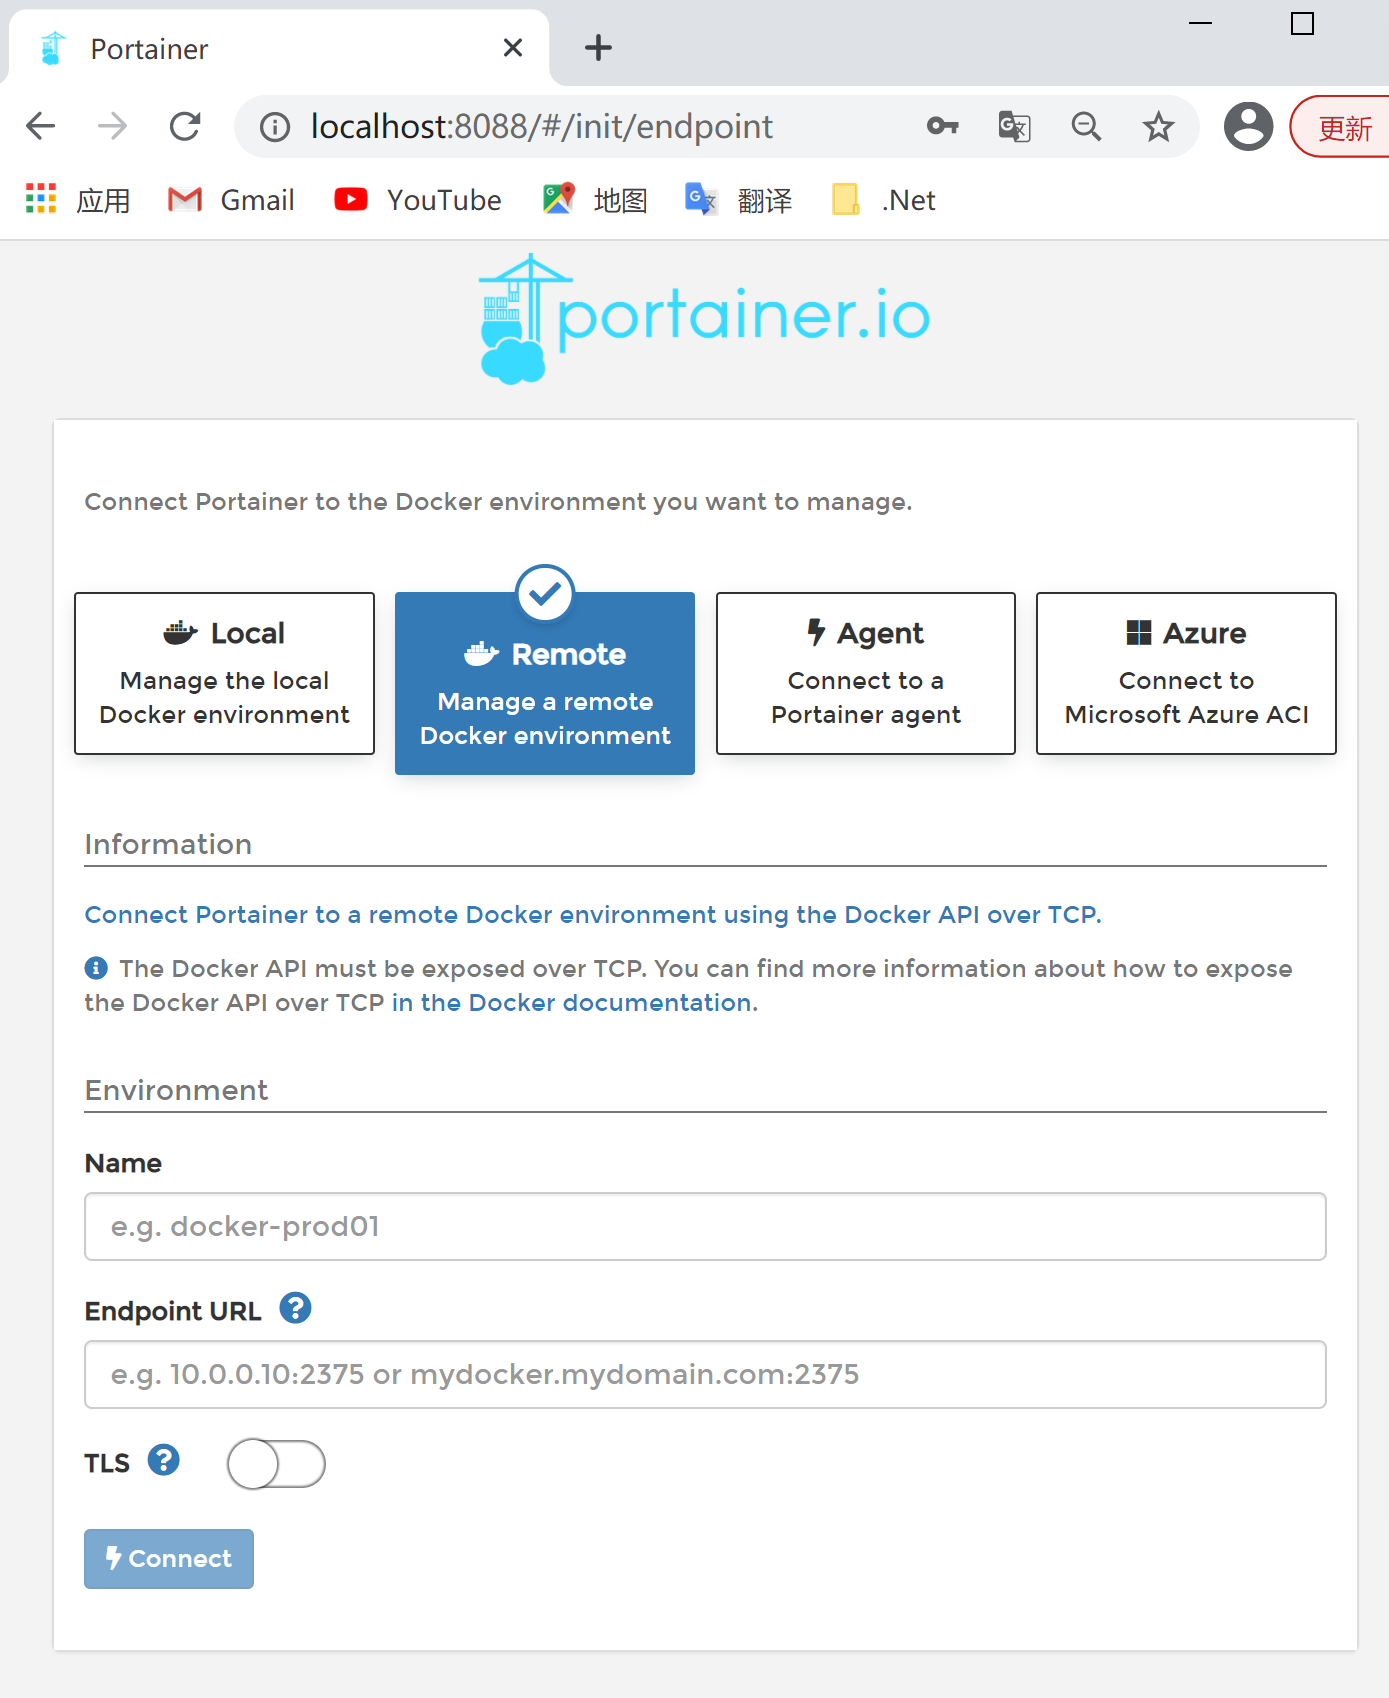 Portainer
localhost:8088/#/init/endpoint
更新
应用
Gmail
YouTube
地图
翻译
.Net
portainer.io
Connect Portainer to the Docker environment you want to manage.
Local
Manage the local
Docker environment
Remote
Manage a remote
Docker environment
Agent
Connect to a
Portainer agent
Azure
Connect to
Microsoft Azure ACI
Information
Connect Portainer to a remote Docker environment using the Docker API over TCP.
The Docker API must be exposed over TCP. You can find more information about how to expose
the Docker API over TCP in the Docker documentation.
Environment
Name
e.g. docker-prod01
Endpoint URL
e.g. 10.0.0.10:2375 or mydocker.mydomain.com:2375
TLS
Connect